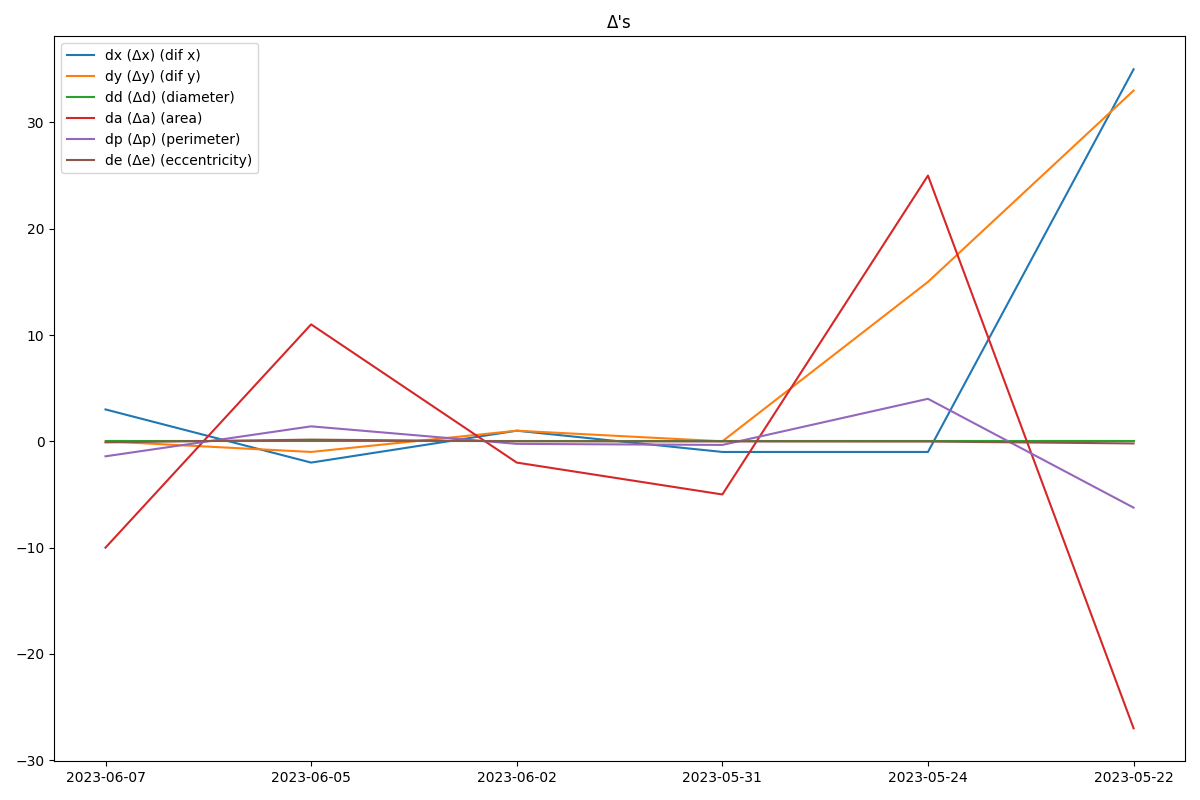 Δ's
dx (Δx) (dif x)
dy (Δy) (dif y)
dd (Δd) (diameter)
da (Δa) (area)
dp (Δp) (perimeter)
de (Δe) (eccentricity)
30
20
10
0
−10
−20
−30
2023-06-07 2023-06-05 2023-06-02 2023-05-31 2023-05-24 2023-05-22